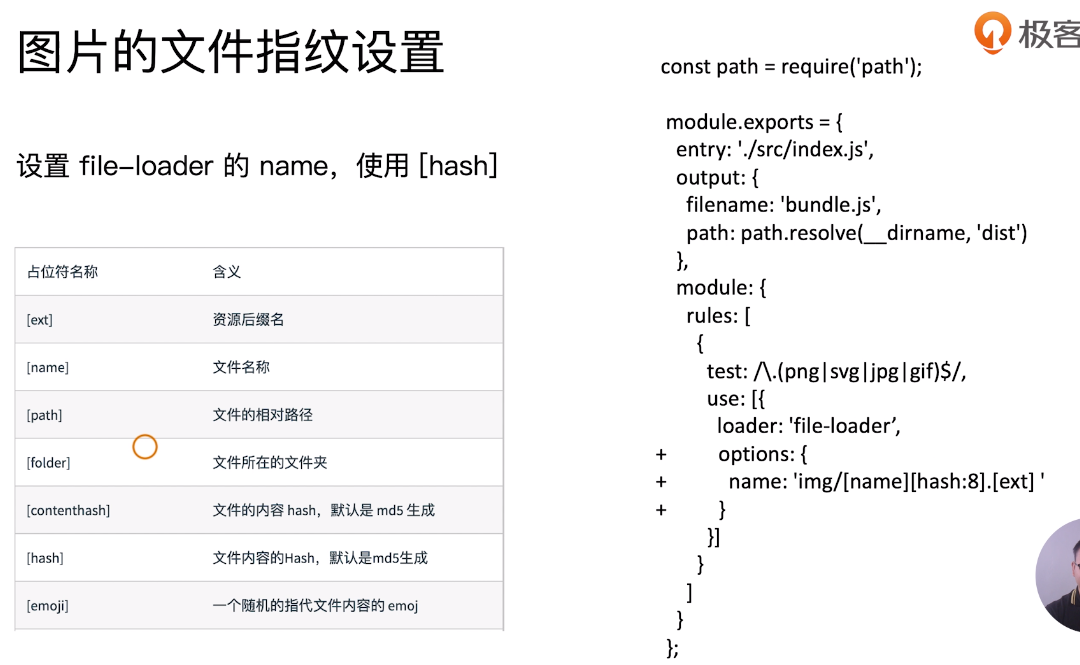 图片的文件指纹设置
极客
设置 file-loader 的 name，使用 [hash]
占位符名称 含义
[ext] 资源后缀名
[name] 文件名称
[path] 文件的相对路径
[folder] 文件所在的文件夹
[contenthash] 文件的内容 hash，默认是 md5 生成
[hash] 文件内容的Hash，默认是md5生成
[emoji] 一个随机的指代文件内容的 emoj
const path = require('path');
module.exports = {
entry: './src/index.js',
output: {
filename: 'bundle.js',
path: path.resolve(__dirname, 'dist')
},
module: {
rules: [
{
test: /\.(png|svg|jpg|gif)$/,
use: [{
loader: 'file-loader’,
+ options: {
+ name: 'img/[name][hash:8].[ext] '
+ }
}]
}
]
}
};